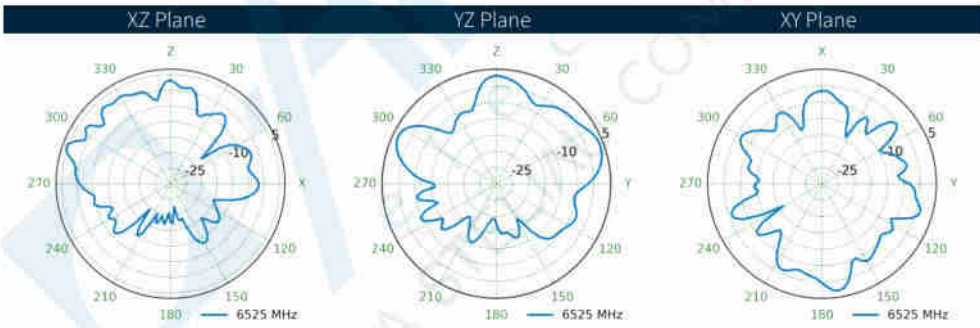 XZ Plane YZ Plane XY Plane
Z Z X
330 30 330 30 330 30
300 60 300 60 300 60
5 5 5
-10 -10 -10
-25 -25 -25
270 X 270 Y 270 Y
240 120 240 120 240 120
210 150 210 150 210 150
180 6525 MHz 180 6525 MHz 180 6525 MHz